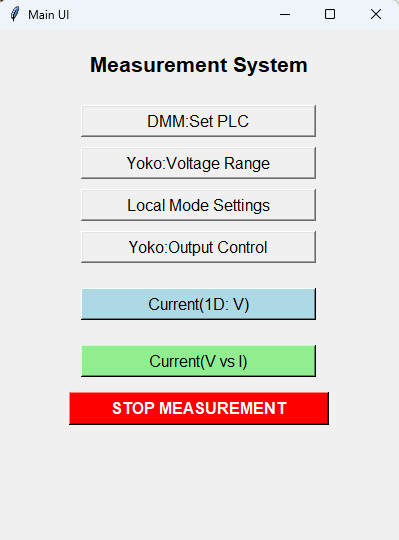 Main UI
Measurement System
DMM:Set PLC
Yoko:Voltage Range
Local Mode Settings
Yoko:Output Control
Current(1D: V)
Current(V vs I)
STOP MEASUREMENT